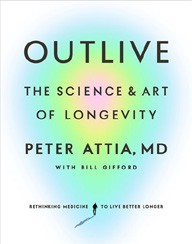 OUTLIVE
THE SCIENCE & ART
OF LONGEVITY
PETER ATTIA, MD
WITH BILL GIFFORD
RETHINKING MEDICINE TO LIVE BETTER LONGER